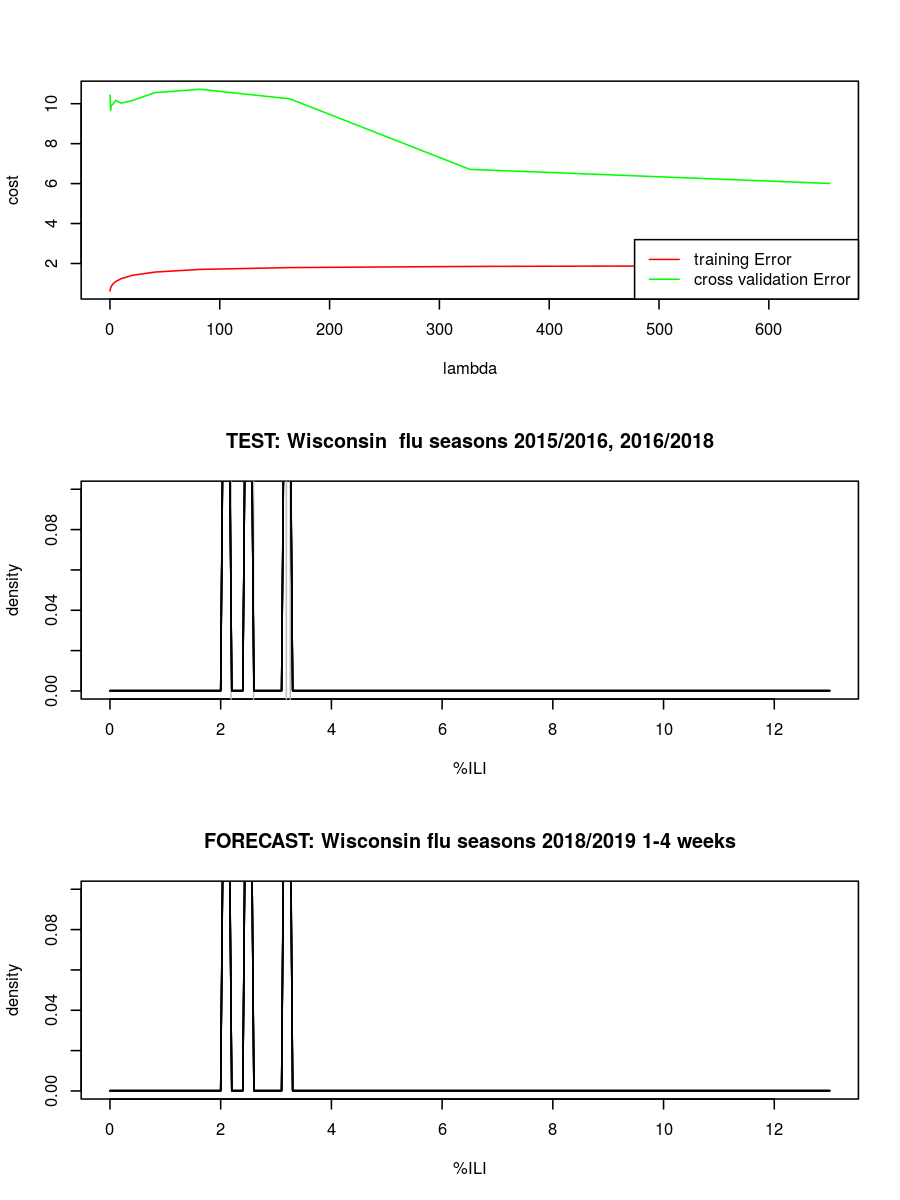 cost
10
8
6
4
2
training Error
cross validation Error
0 100 200 300 400 500 600
lambda
TEST: Wisconsin  flu seasons 2015/2016, 2016/2018
density
0.08
0.04
0.00
0 2 4 6 8 10 12
%ILI
FORECAST: Wisconsin flu seasons 2018/2019 1-4 weeks
density
0.08
0.04
0.00
0 2 4 6 8 10 12
%ILI